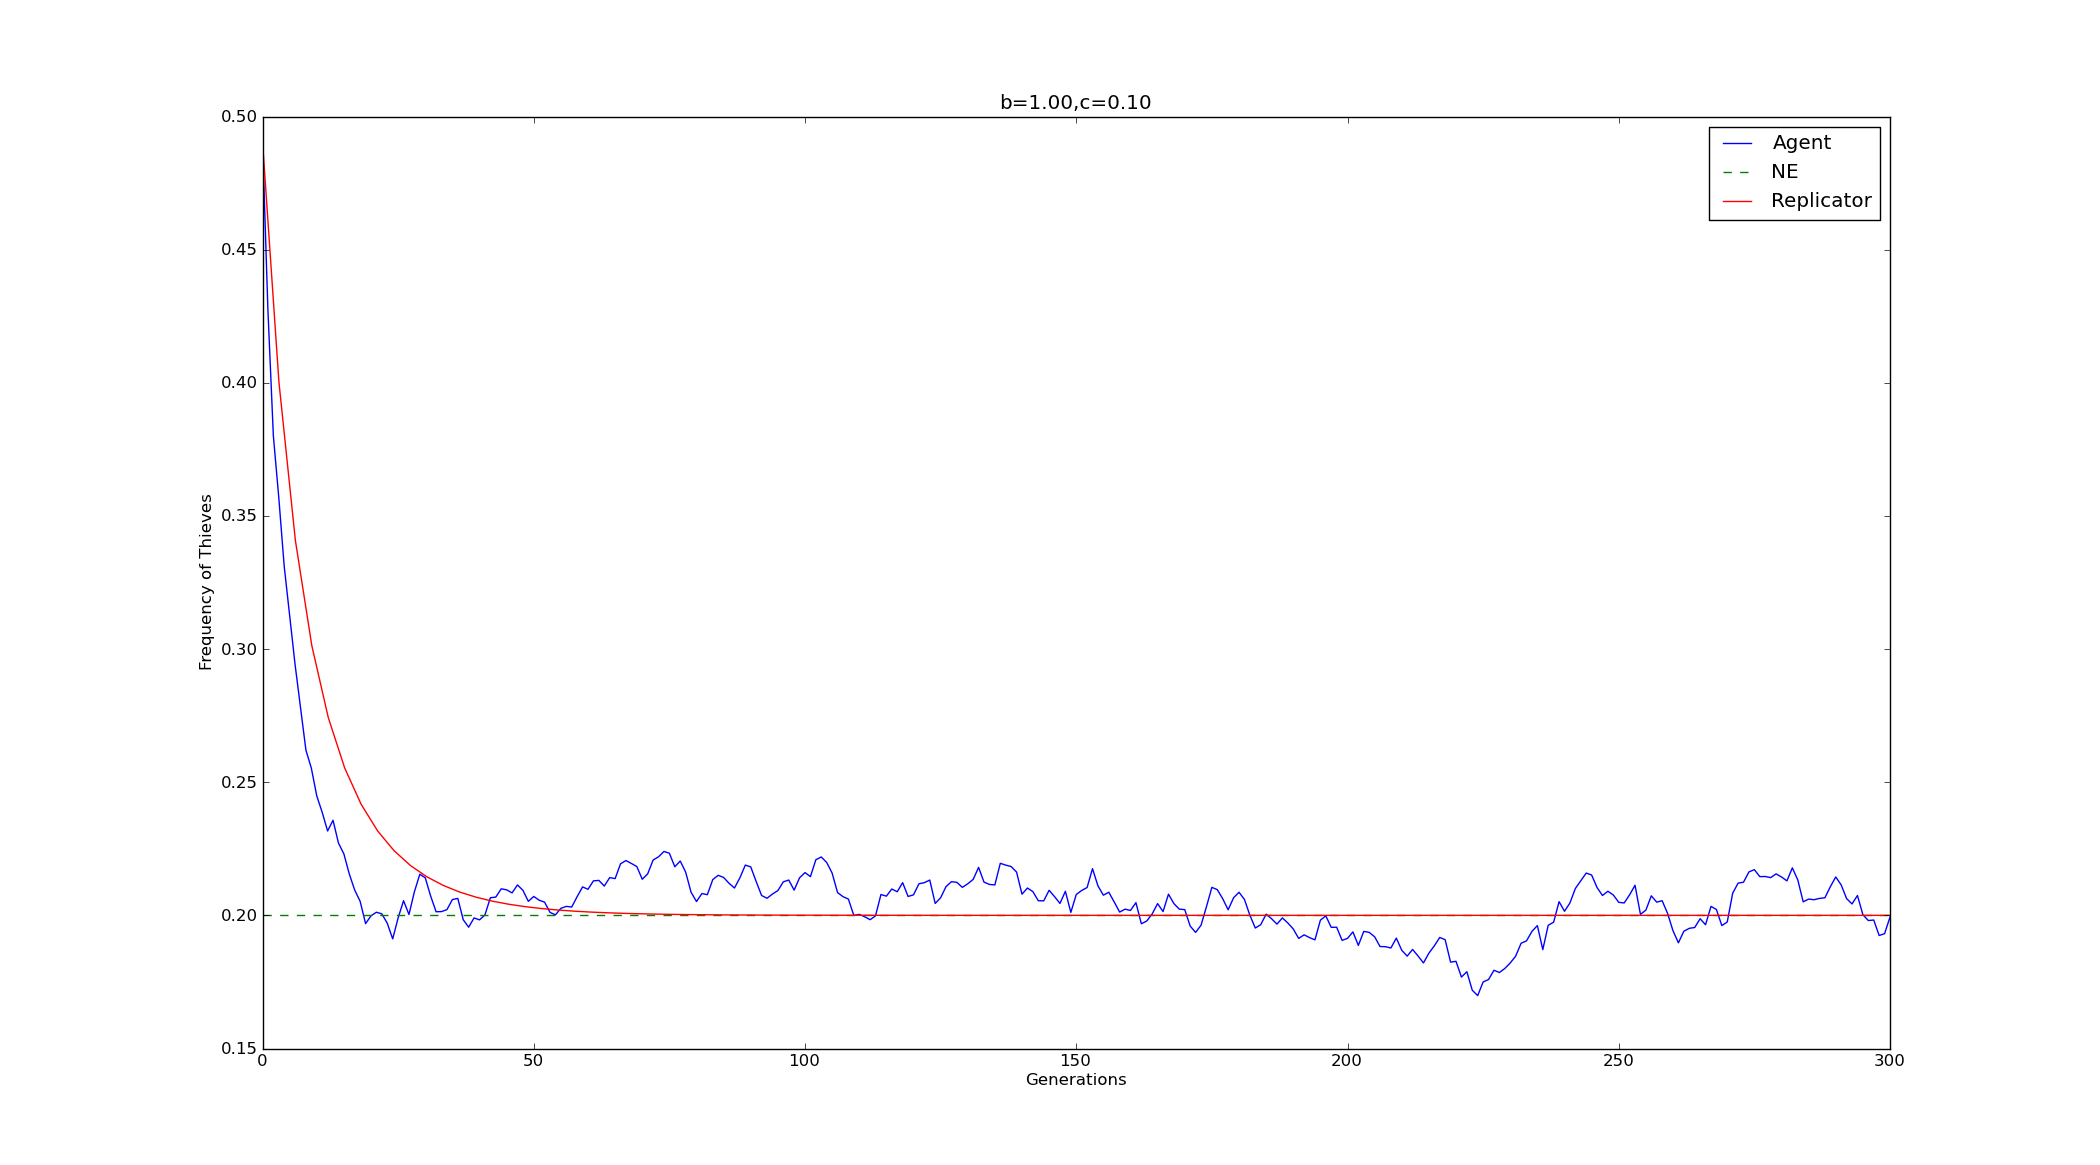 b=1.00,c=0.10
Agent
NE
Replicator
Frequency of Thieves
0.50
0.45
0.40
0.35
0.30
0.25
0.20
0.15
0 50 100 150 200 250 300
Generations